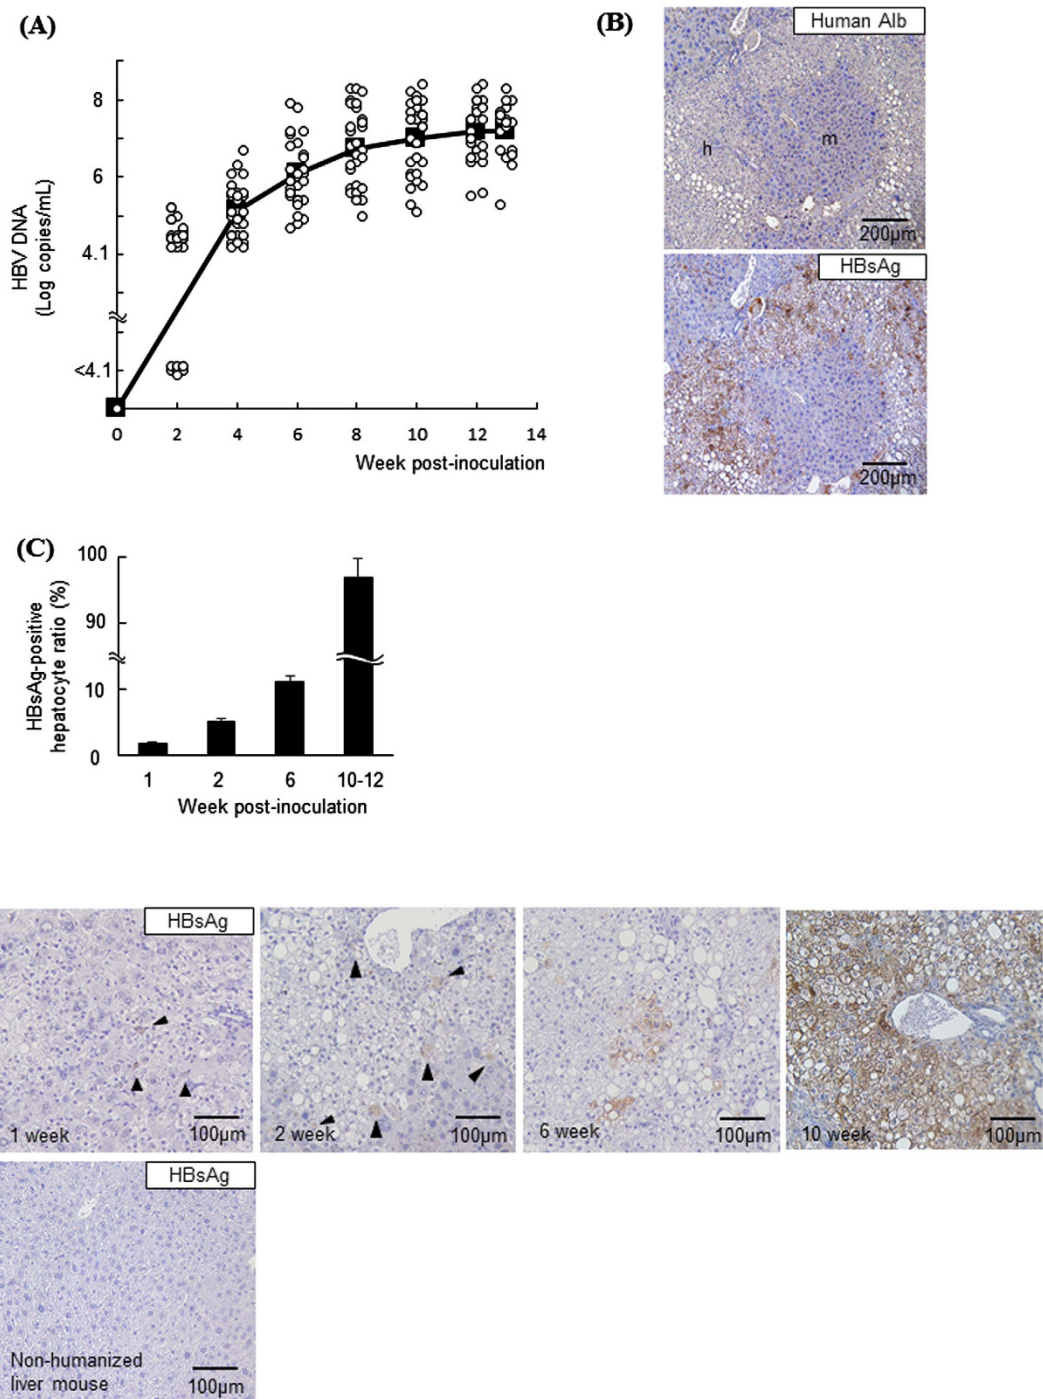 (A)
HBV DNA
(Log copies/mL)
8
6
4.1
<4.1
0 2 4 6 8 10 12 14
Week post-inoculation
(B)
Human Alb
h
m
200μm
HBsAg
200μm
(C)
HBsAg-positive
hepatocyte ratio (%)
100
90
10
0
1 2 6 10-12
Week post-inoculation
HBsAg
1 week
100μm
2 week
100μm
6 week
100μm
10 week
100μm
HBsAg
Non-humanized
liver mouse
100μm